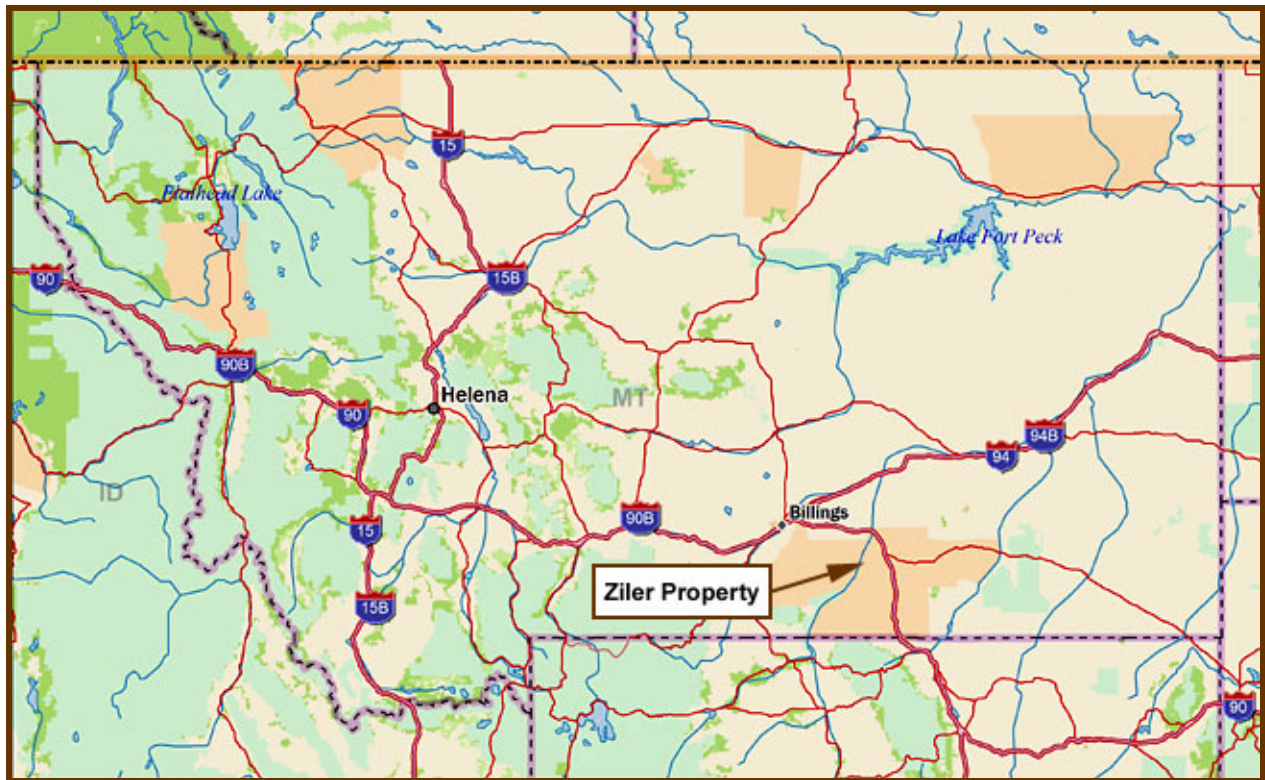 15
Flathead Lake
Lake Fort Peck
90
15B
90B
Helena
MT
90
94B
94
ID
Billings
90B
15
Ziler Property
15B
90